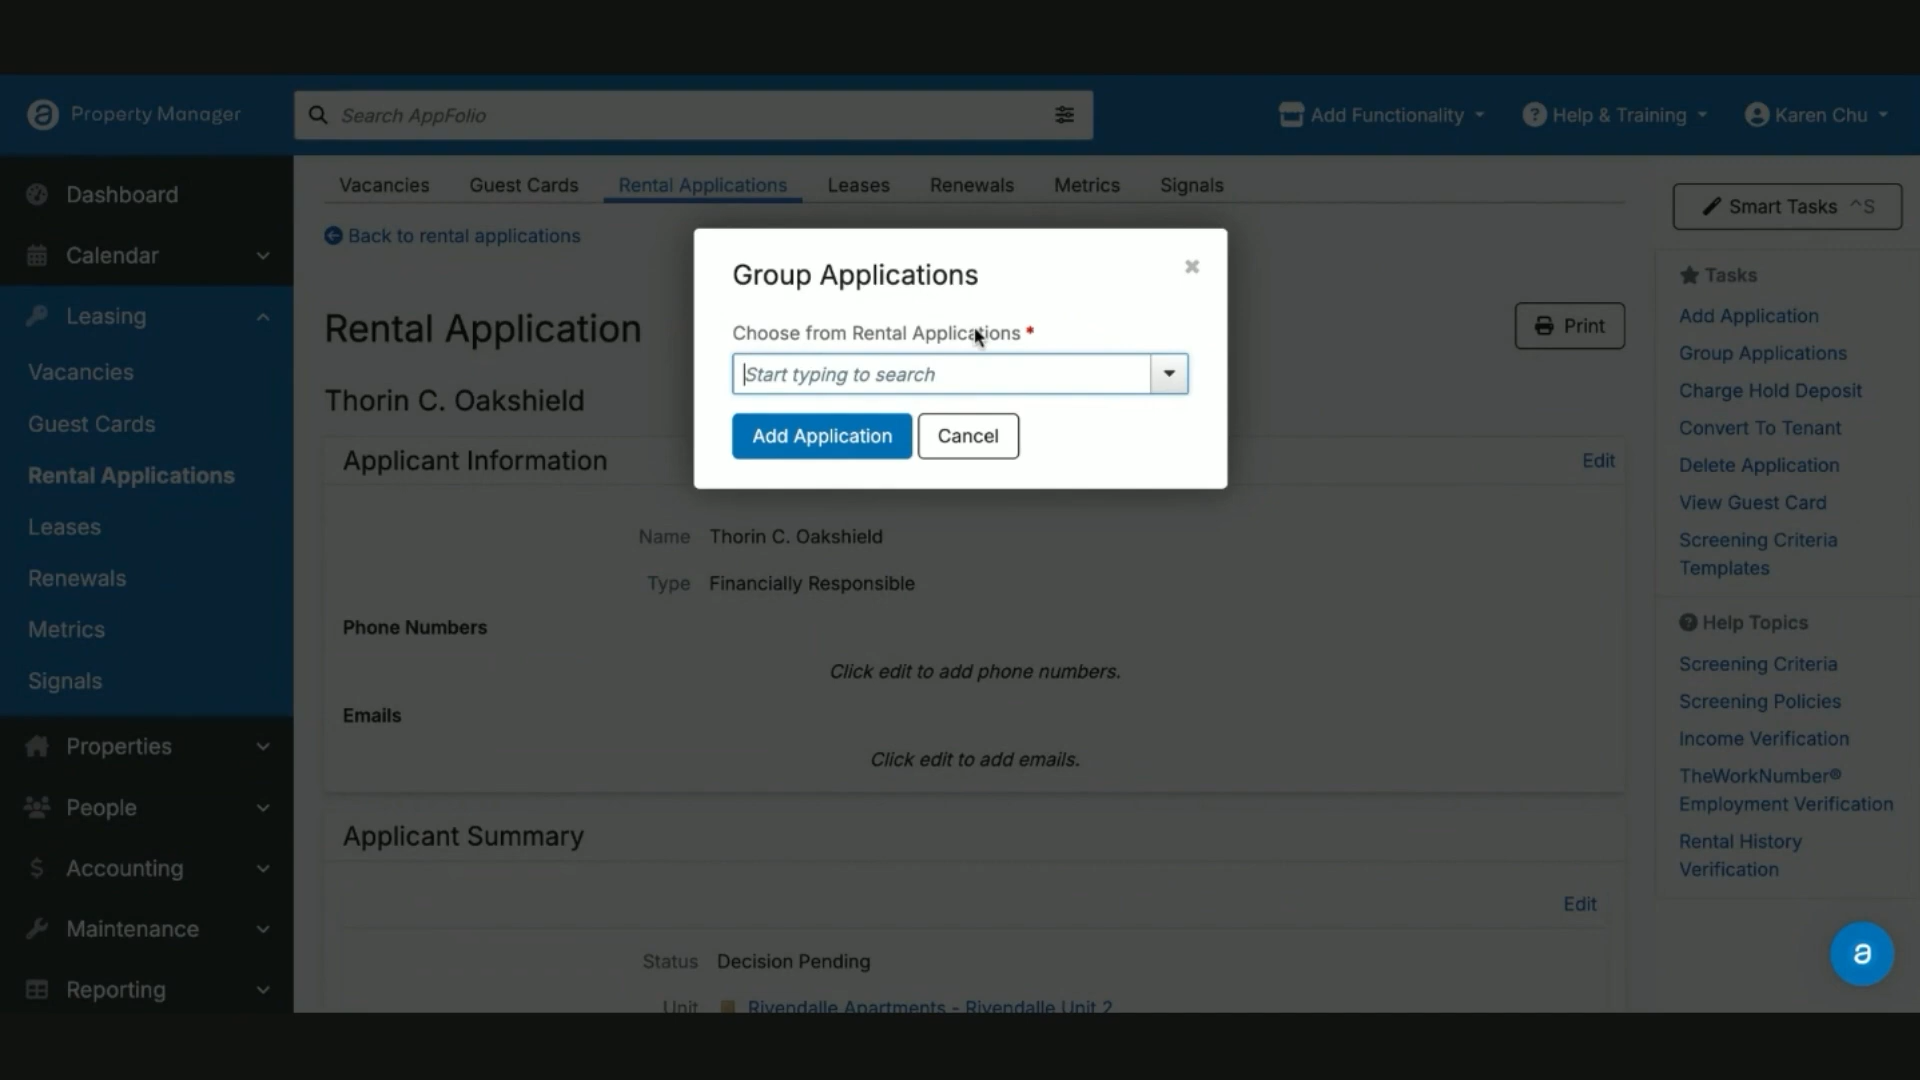 Property Manager
Search AppFolio
Add Functionality
Help & Training
Karen Chu
Dashboard
Calendar
Leasing
Vacancies
Guest Cards
Rental Applications
Leases
Renewals
Metrics
Signals
Properties
People
Accounting
Maintenance
Reporting
Vacancies Guest Cards Rental Applications Leases Renewals Metrics Signals
Back to rental applications
Rental Application
Print
Thorin C. Oakshield
Applicant Information
Edit
Name Thorin C. Oakshield
Type Financially Responsible
Phone Numbers
Click edit to add phone numbers.
Emails
Click edit to add emails.
Applicant Summary
Edit
Status Decision Pending
Unit Rivendalle Apartments - Rivendalle Unit 2
Group Applications
Choose from Rental Applications *
Start typing to search
Add Application Cancel
Smart Tasks ^S
Tasks
Add Application
Group Applications
Charge Hold Deposit
Convert To Tenant
Delete Application
View Guest Card
Screening Criteria
Templates
Help Topics
Screening Criteria
Screening Policies
Income Verification
TheWorkNumber®
Employment Verification
Rental History
Verification
a